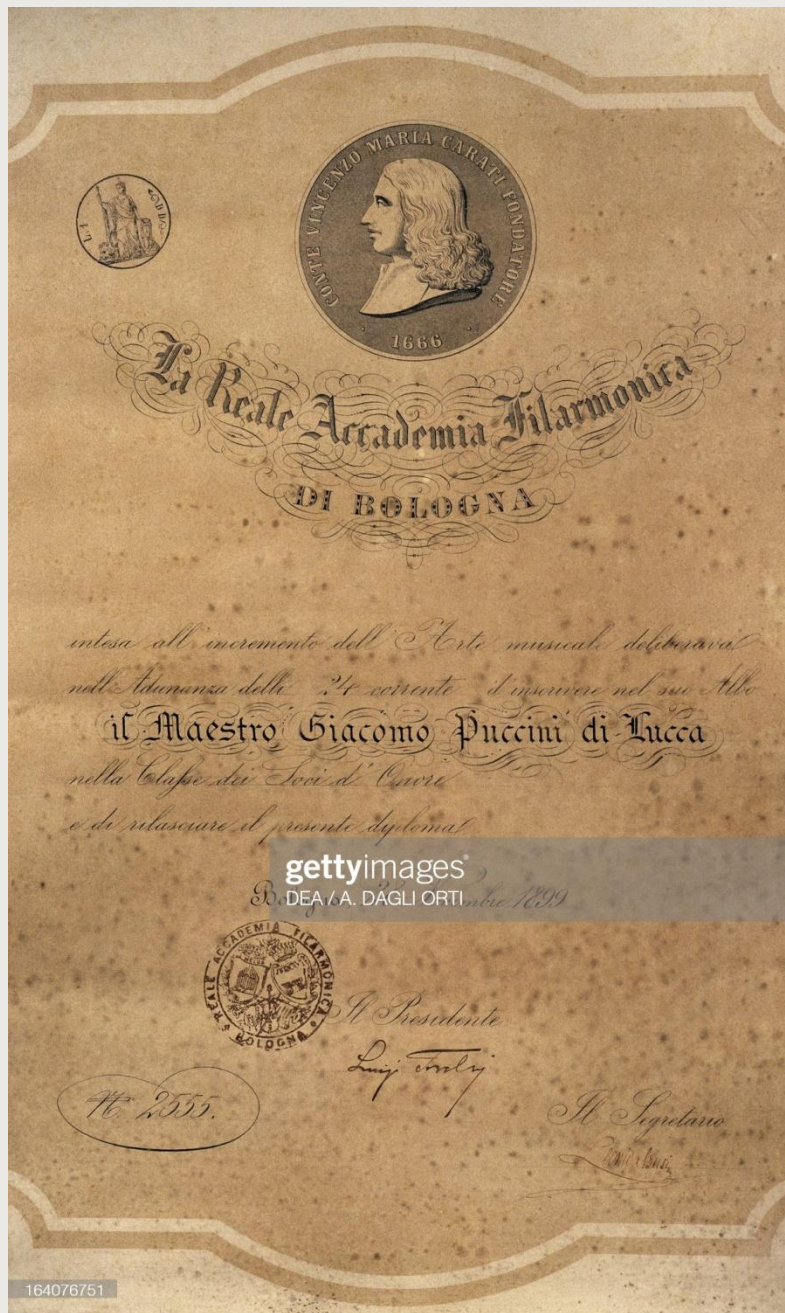 CONTE VINCENZO MARIA CARATI FONDATORE
1666
La Reale Accademia Filarmonica
DI BOLOGNA
intesa all'incremento dell'Arte musicale deliberava
nell'Adunanza delli 24 corrente d'inscrivere nel suo Albo
il Maestro Giacomo Puccini di Lucca
nella Classe dei Soci d'Onore
e di rilasciare il presente diploma
gettyimages®
DEA / A. DAGLI ORTI
1899
REALE ACCADEMIA FILARMONICA
BOLOGNA
Il Presidente
Luigi
N. 2555.
Il Segretario
164076751